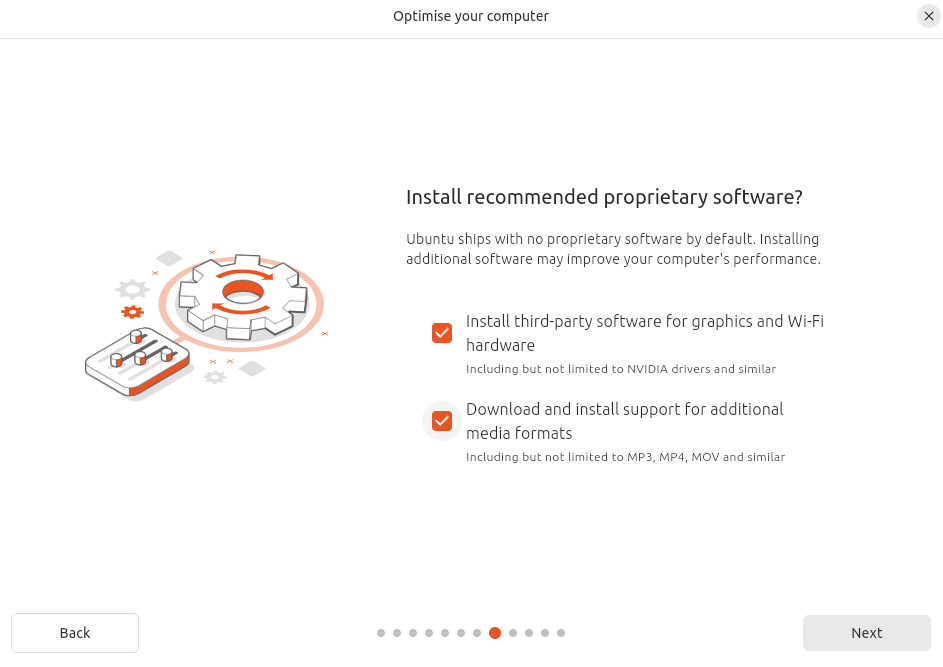 Optimise your computer
Install recommended proprietary software?
Ubuntu ships with no proprietary software by default. Installing
additional software may improve your computer's performance.
Install third-party software for graphics and Wi-Fi
hardware
Including but not limited to NVIDIA drivers and similar
Download and install support for additional
media formats
Including but not limited to MP3, MP4, MOV and similar
Back
Next